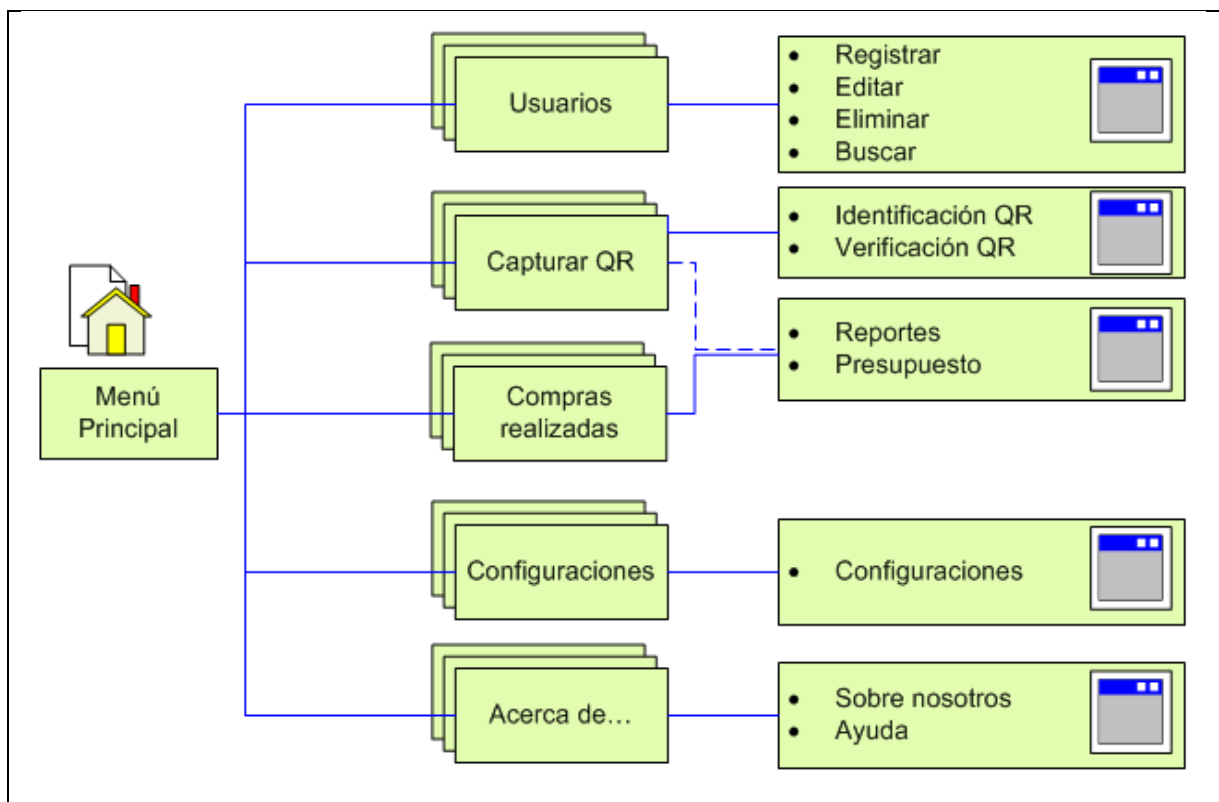 Menú
Principal
Usuarios
• Registrar
• Editar
• Eliminar
• Buscar
Capturar QR
• Identificación QR
• Verificación QR
Compras
realizadas
• Reportes
• Presupuesto
Configuraciones
• Configuraciones
Acerca de...
• Sobre nosotros
• Ayuda